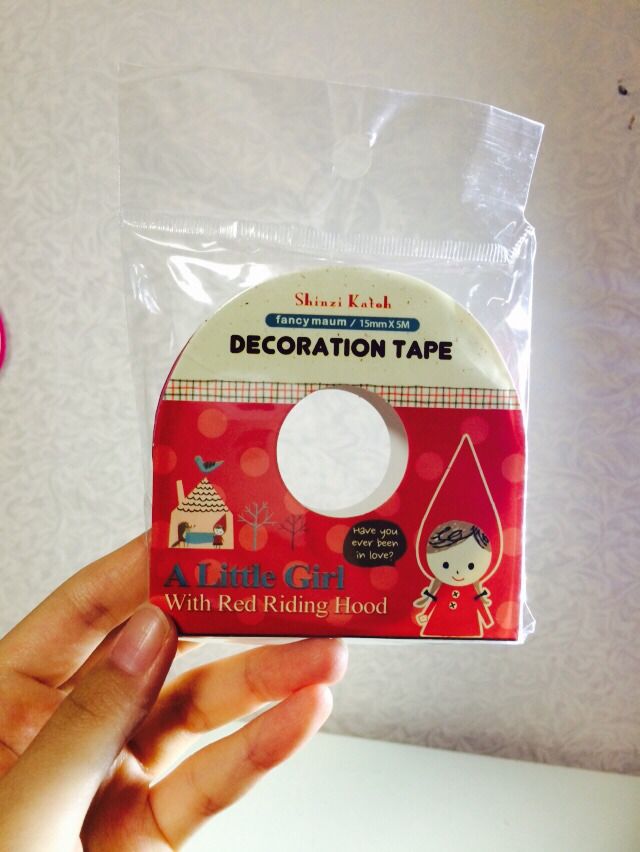 Shinzi Katoh
fancy maum / 15mm X 5M
DECORATION TAPE
Have you
ever been
in love?
A Little Girl
With Red Riding Hood